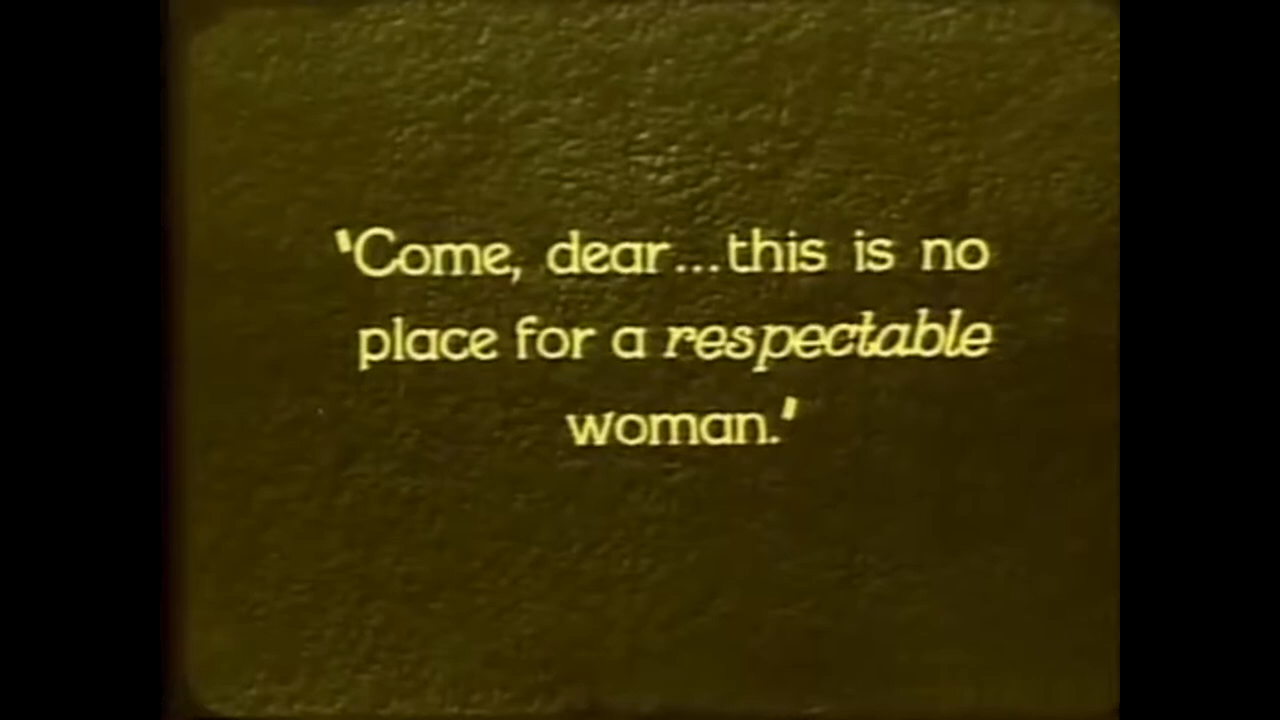 'Come, dear...this is no
place for a respectable
woman.'